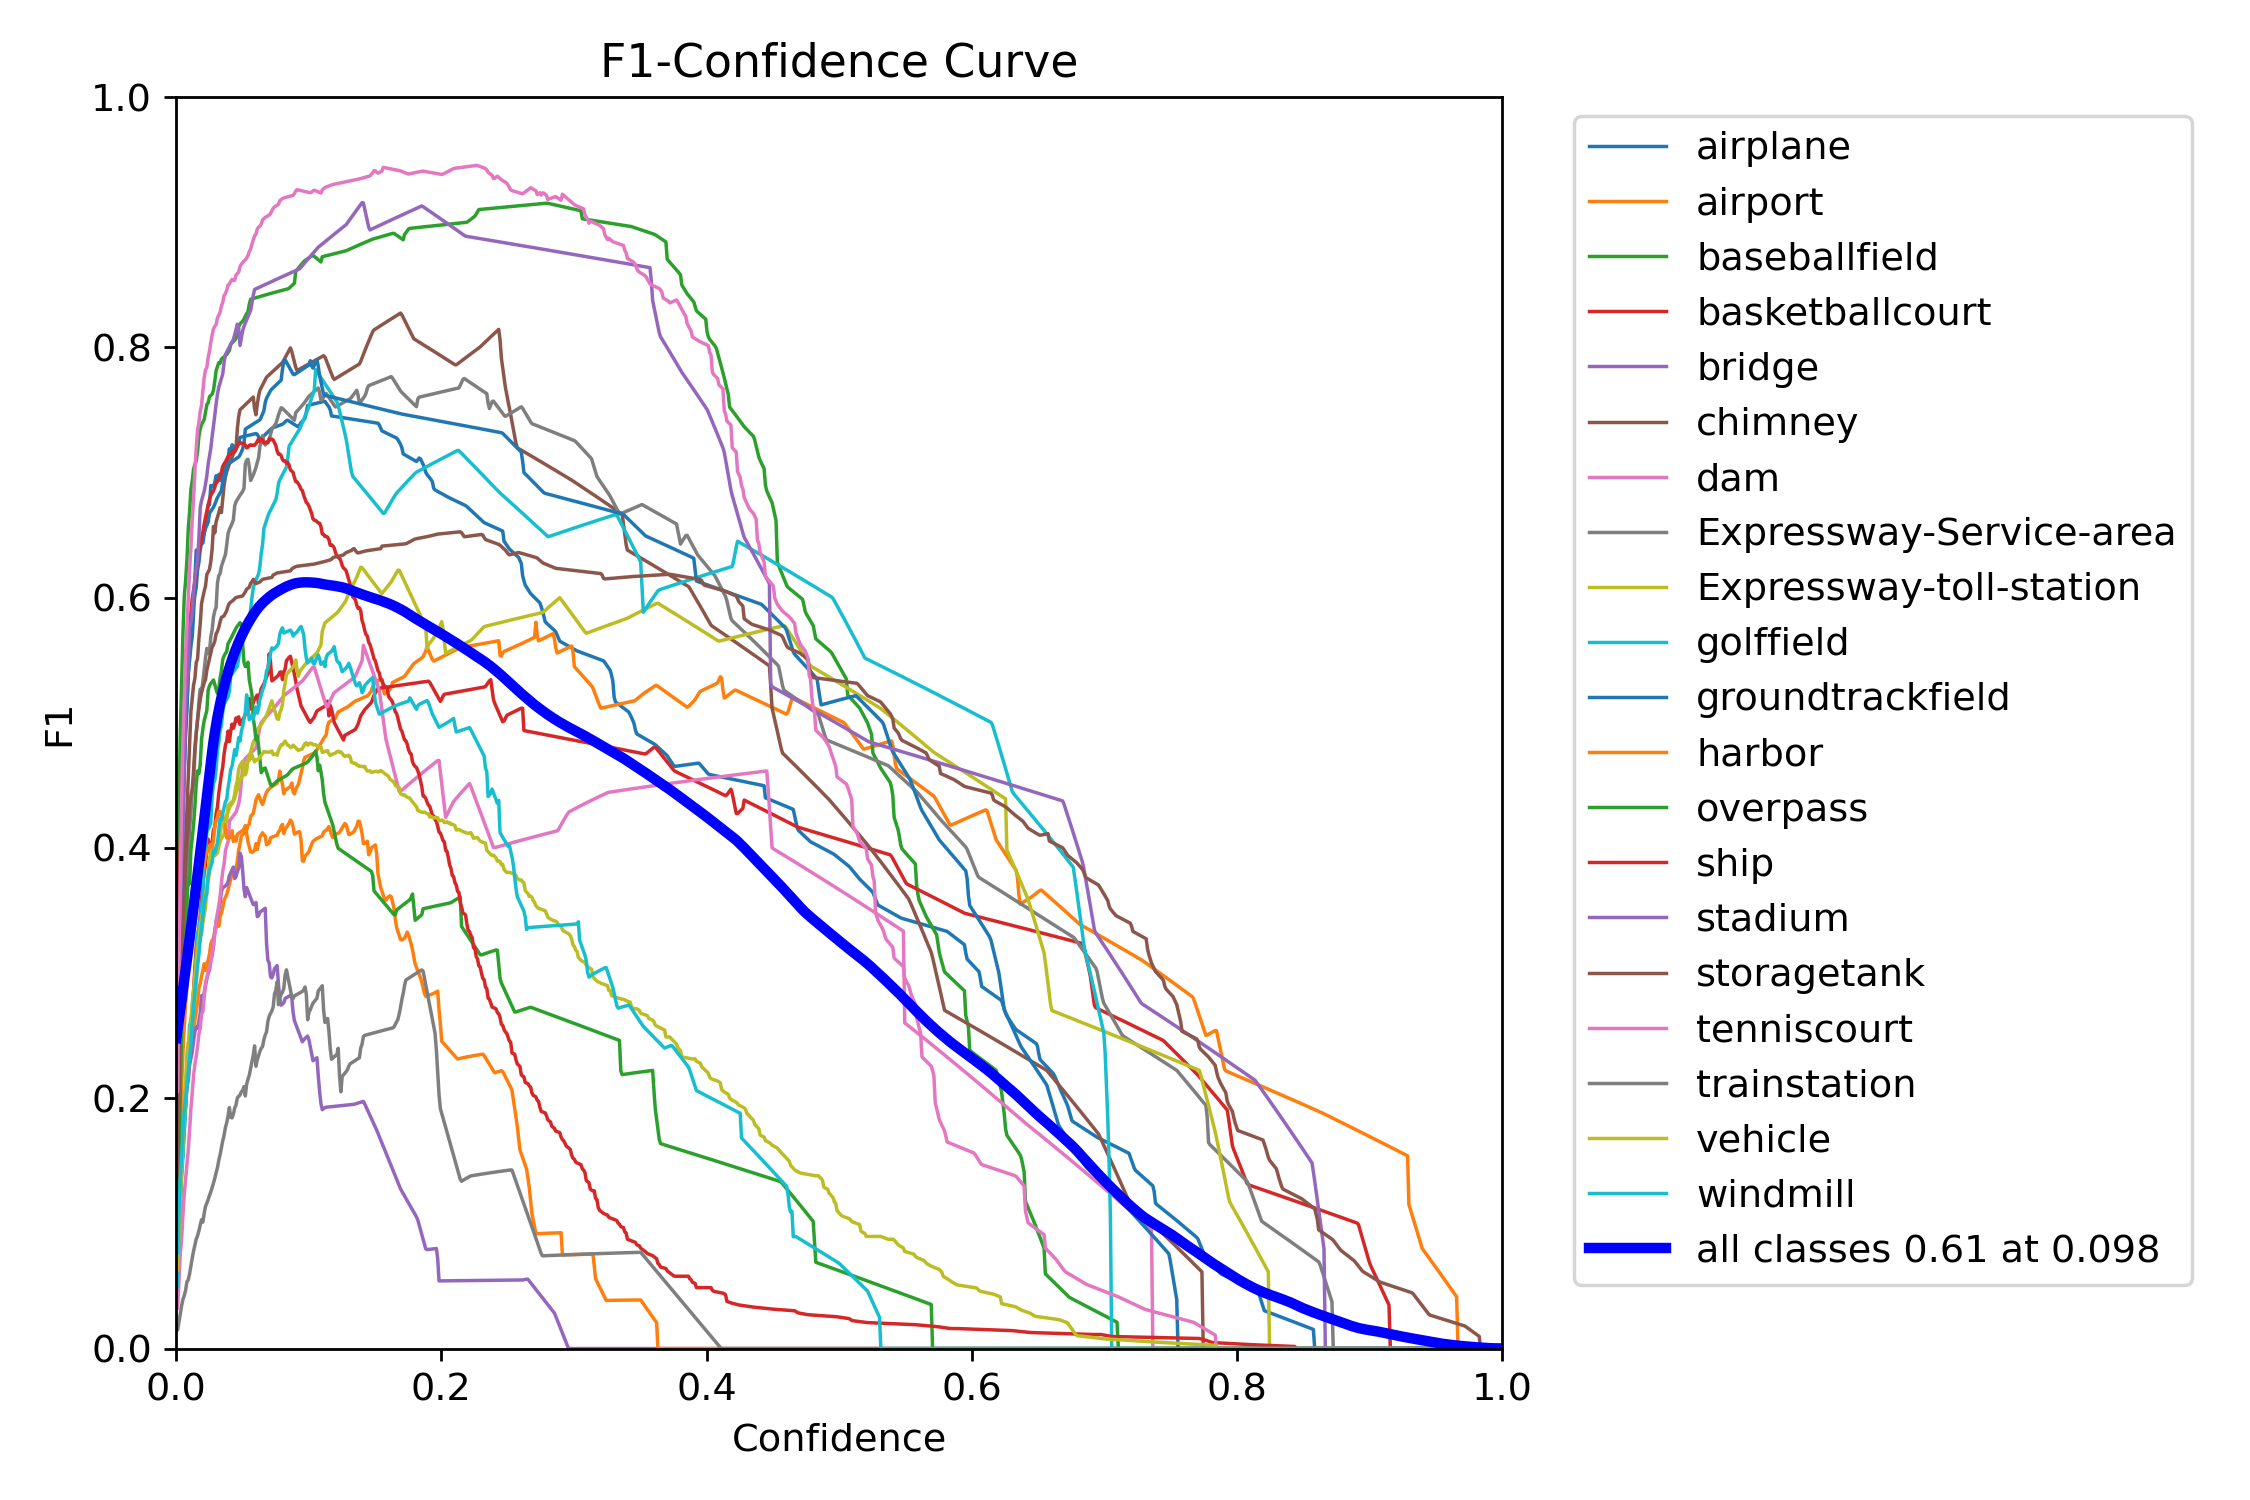 F1-Confidence Curve
1.0
0.8
0.6
0.4
0.2
0.0
F1
0.0 0.2 0.4 0.6 0.8 1.0
Confidence
airplane
airport
baseballfield
basketballcourt
bridge
chimney
dam
Expressway-Service-area
Expressway-toll-station
golffield
groundtrackfield
harbor
overpass
ship
stadium
storagetank
tenniscourt
trainstation
vehicle
windmill
all classes 0.61 at 0.098